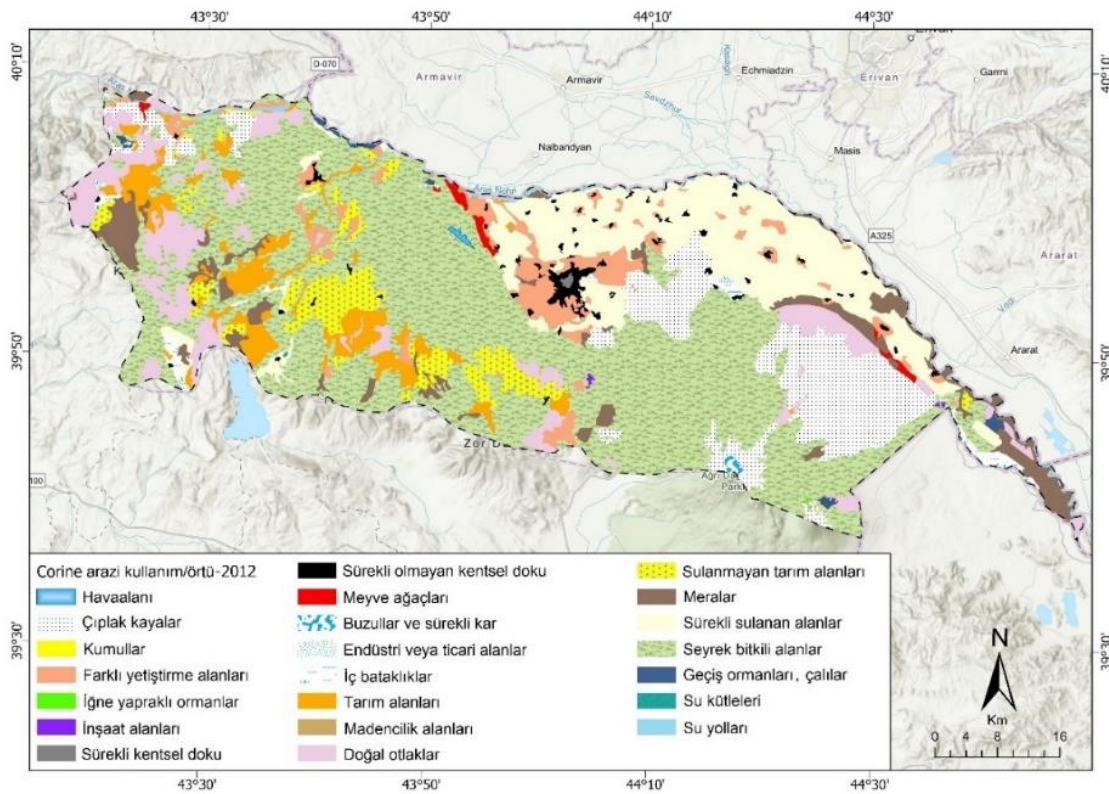 43°30'
43°50'
44°10'
44°30'
40°10'
40°10'
D-070
Armavir
Armavir
Echmiadzin
Erivan
Erivan
Garni
Sevdzhur
Nalbandyan
Masis
Aras Nehri
A325
Ararat
Vedi
Ararat
39°50'
39°50'
Zor
100
Ağrı
Parkı
39°30'
39°30'
Corine arazi kullanım/örtü-2012
Havaalanı
Çıplak kayalar
Kumullar
Farklı yetiştirme alanları
İğne yapraklı ormanlar
İnşaat alanları
Sürekli kentsel doku
Sürekli olmayan kentsel doku
Meyve ağaçları
Buzullar ve sürekli kar
Endüstri veya ticari alanlar
İç bataklıklar
Tarım alanları
Madencilik alanları
Doğal otlaklar
Sulanmayan tarım alanları
Meralar
Sürekli sulanan alanlar
Seyrek bitkili alanlar
Geçiş ormanları, çalılar
Su kütleleri
Su yolları
N
Km
0 4 8 16
43°30'
43°50'
44°10'
44°30'